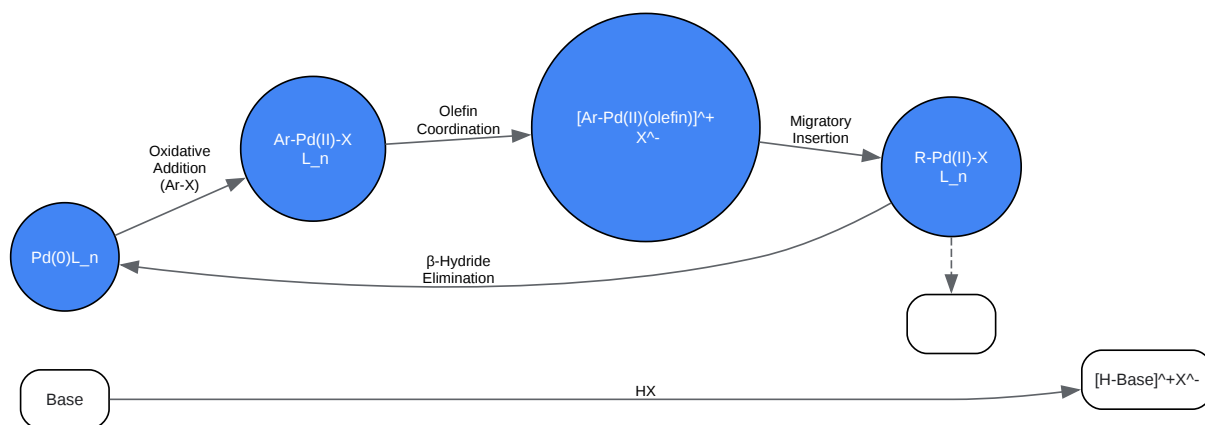 Oxidative
Addition
(Ar-X)
Pd(0)L_n
Ar-Pd(II)-X
L_n
Olefin
Coordination
[Ar-Pd(II)(olefin)]^+
X^-
Migratory
Insertion
R-Pd(II)-X
L_n
β-Hydride
Elimination
Base
HX
[H-Base]^+X^-